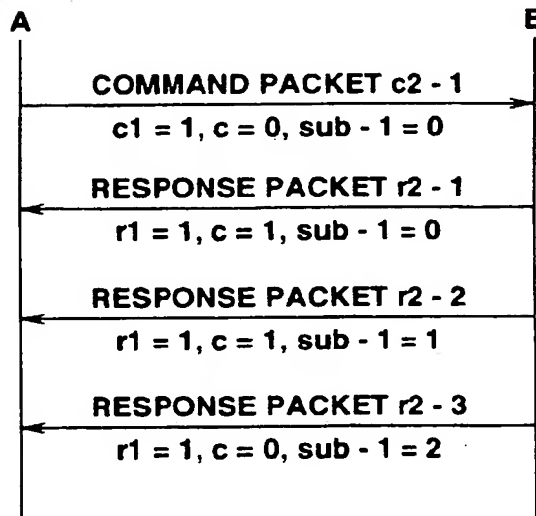 A
COMMAND PACKET c2 - 1
c1 = 1, c = 0, sub - 1 = 0
RESPONSE PACKET r2 - 1
r1 = 1, c = 1, sub - 1 = 0
RESPONSE PACKET r2 - 2
r1 = 1, c = 1, sub - 1 = 1
RESPONSE PACKET r2 - 3
r1 = 1, c = 0, sub - 1 = 2